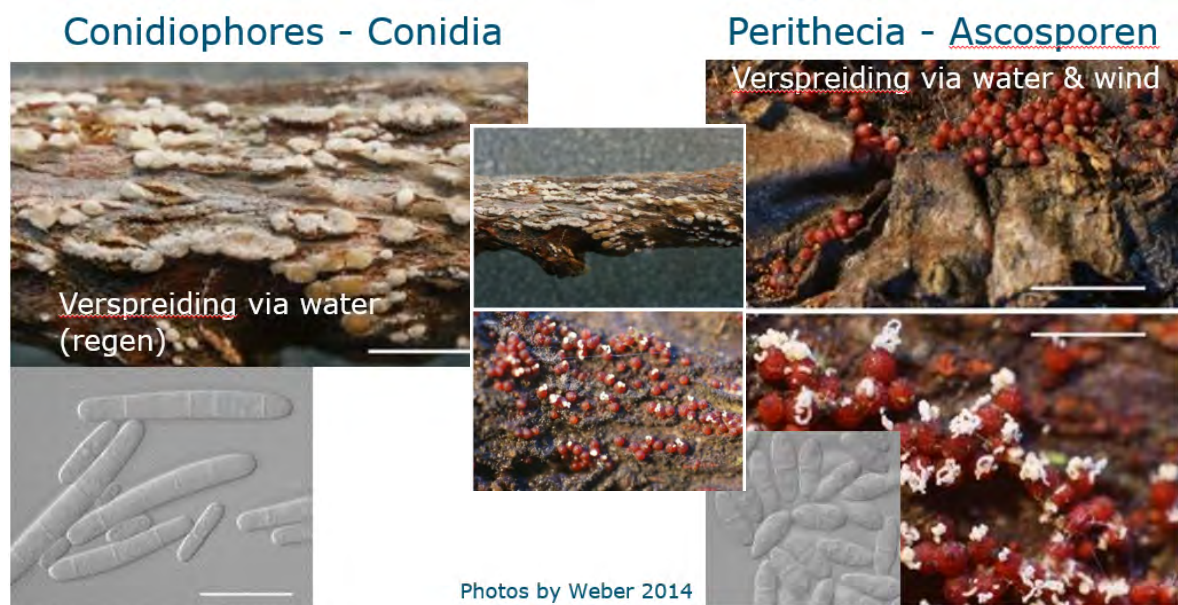 Conidiophores - Conidia
Perithecia - Ascosporen
Verspreiding via water & wind
Verspreiding via water
(regen)
Photos by Weber 2014